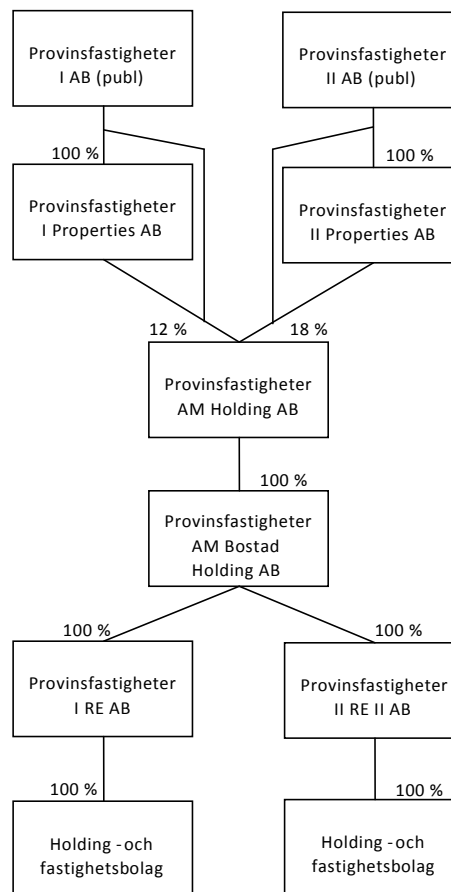 Provinsfastigheter
I AB (publ)
Provinsfastigheter
II AB (publ)
100 %
100 %
Provinsfastigheter
I Properties AB
Provinsfastigheter
II Properties AB
12 %
18 %
Provinsfastigheter
AM Holding AB
100 %
Provinsfastigheter
AM Bostad
Holding AB
100 %
100 %
Provinsfastigheter
I RE AB
Provinsfastigheter
II RE II AB
100 %
100 %
Holding -och
fastighetsbolag
Holding -och
fastighetsbolag